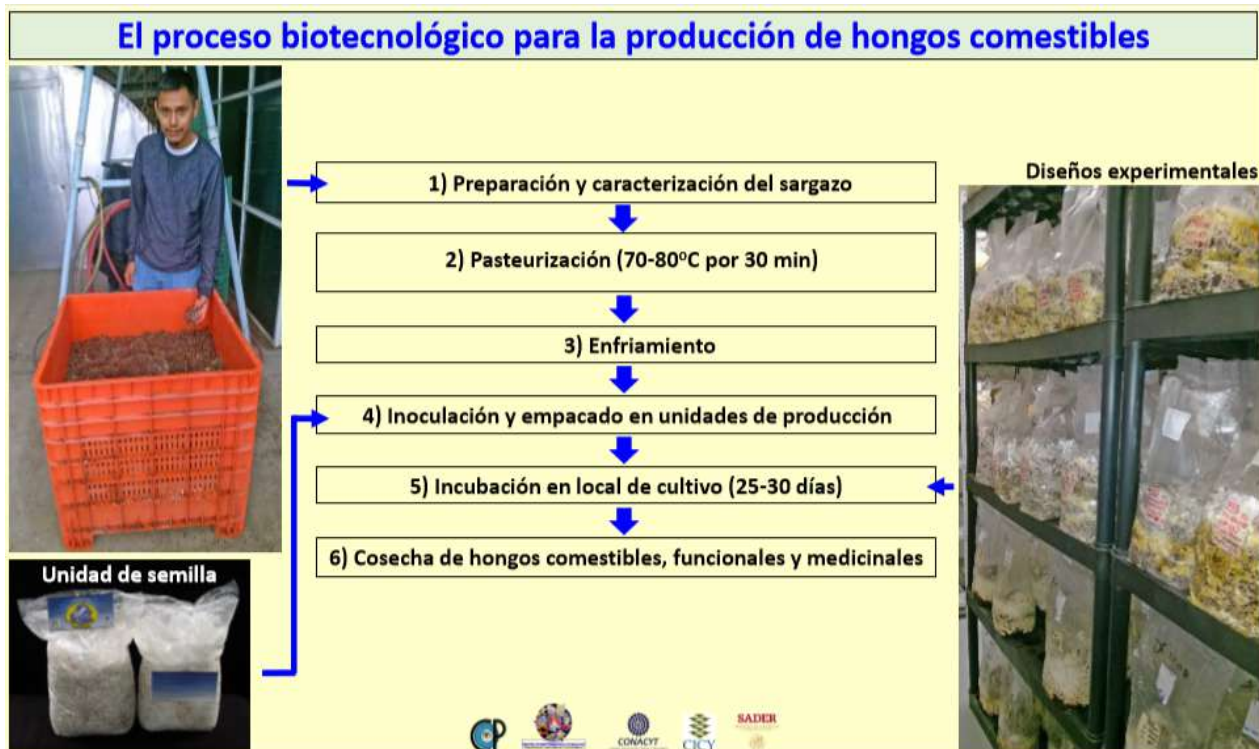 El proceso biotecnológico para la producción de hongos comestibles
1) Preparación y caracterización del sargazo
Diseños experimentales
2) Pasteurización (70-80ºC por 30 min)
3) Enfriamiento
4) Inoculación y empacado en unidades de producción
5) Incubación en local de cultivo (25-30 días)
6) Cosecha de hongos comestibles, funcionales y medicinales
Unidad de semilla
CP
CONACYT
CICY
SADER